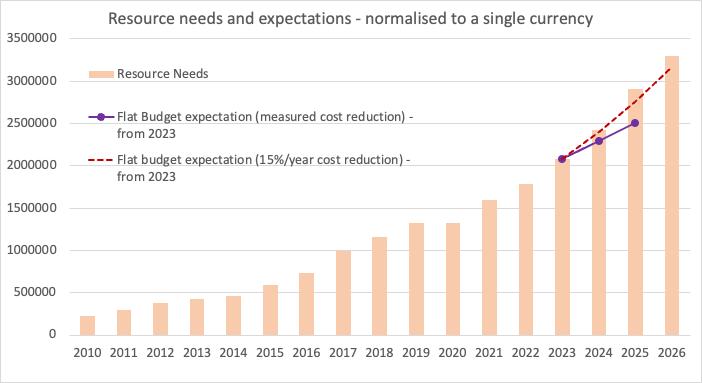 Resource needs and expectations - normalised to a single currency
3500000
3000000
2500000
2000000
1500000
1000000
500000
0
Resource Needs
Flat Budget expectation (measured cost reduction) -
from 2023
Flat budget expectation (15%/year cost reduction) -
from 2023
2010 2011 2012 2013 2014 2015 2016 2017 2018 2019 2020 2021 2022 2023 2024 2025 2026